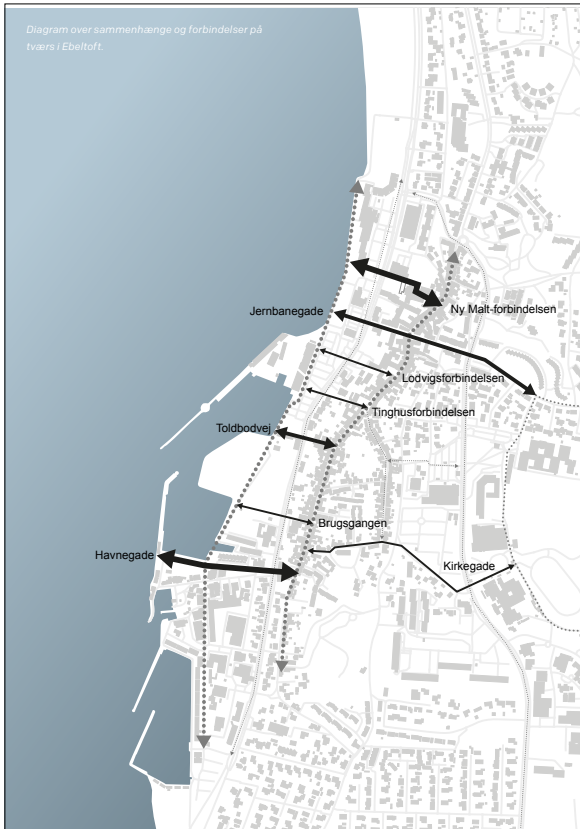 Diagram over sammenhænge og forbindelser på
tværs i Ebeltoft.
Ny Malt-forbindelsen
Jernbanegade
Lodvigsforbindelsen
Tinghusforbindelsen
Toldbodvej
Brugsgangen
Havnegade
Kirkegade